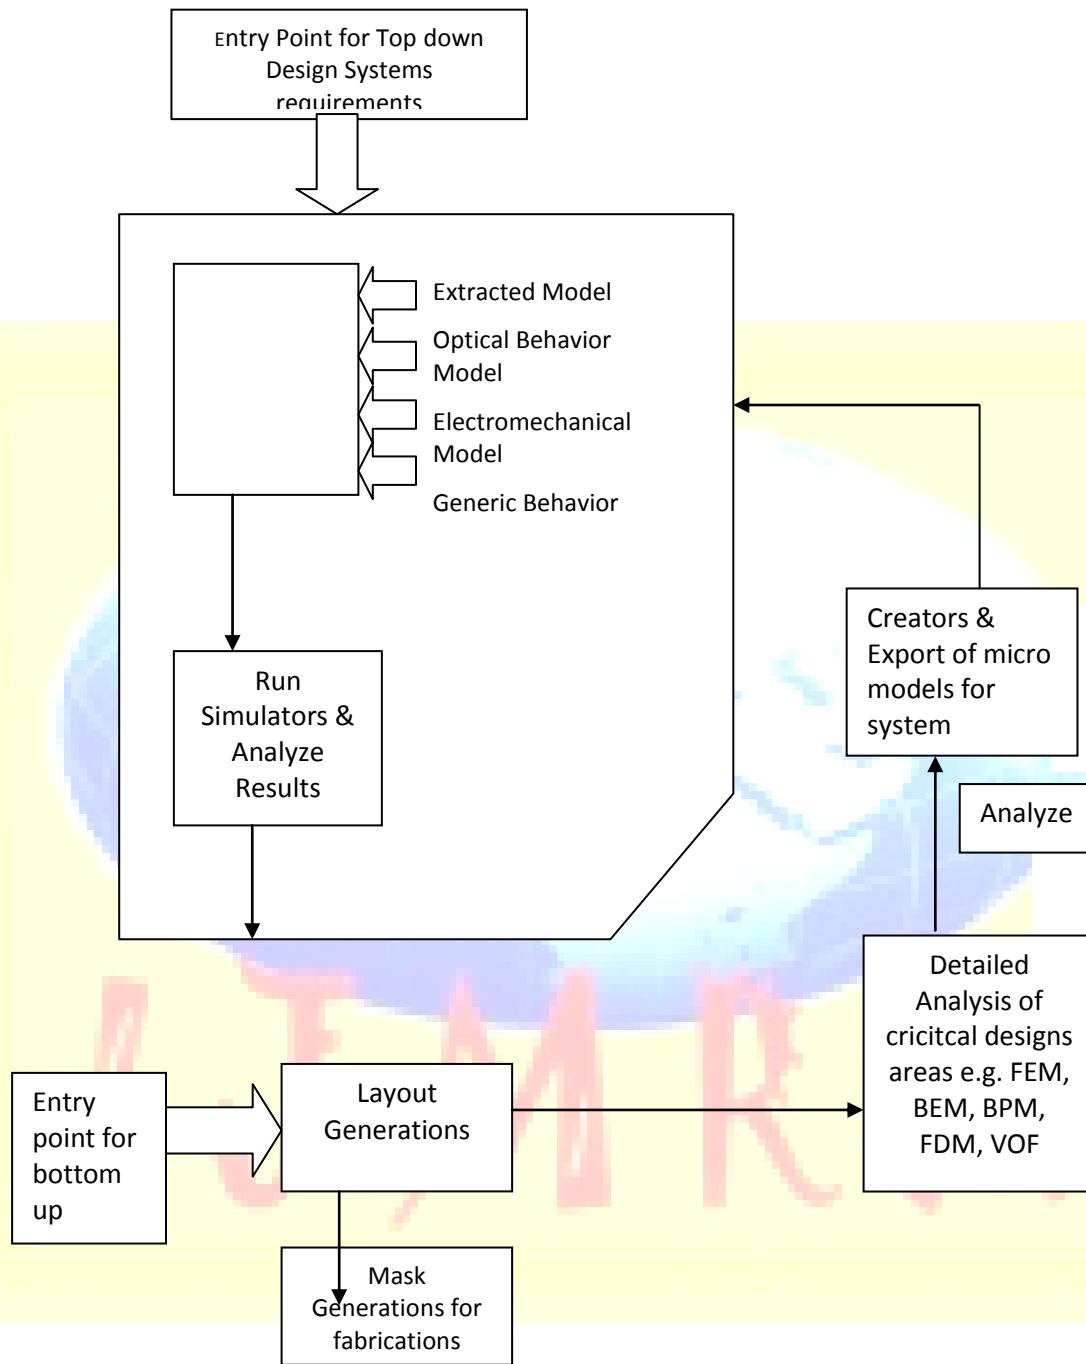 Entry Point for Top down
Design Systems
requirements
Extracted Model
Optical Behavior
Model
Electromechanical
Model
Generic Behavior
Run
Simulators &
Analyze
Results
Creators &
Export of micro
models for
system
Analyze
Detailed
Analysis of
cricitcal designs
areas e.g. FEM,
BEM, BPM,
FDM, VOF
Layout
Generations
Entry
point for
bottom
up
Mask
Generations for
fabrications